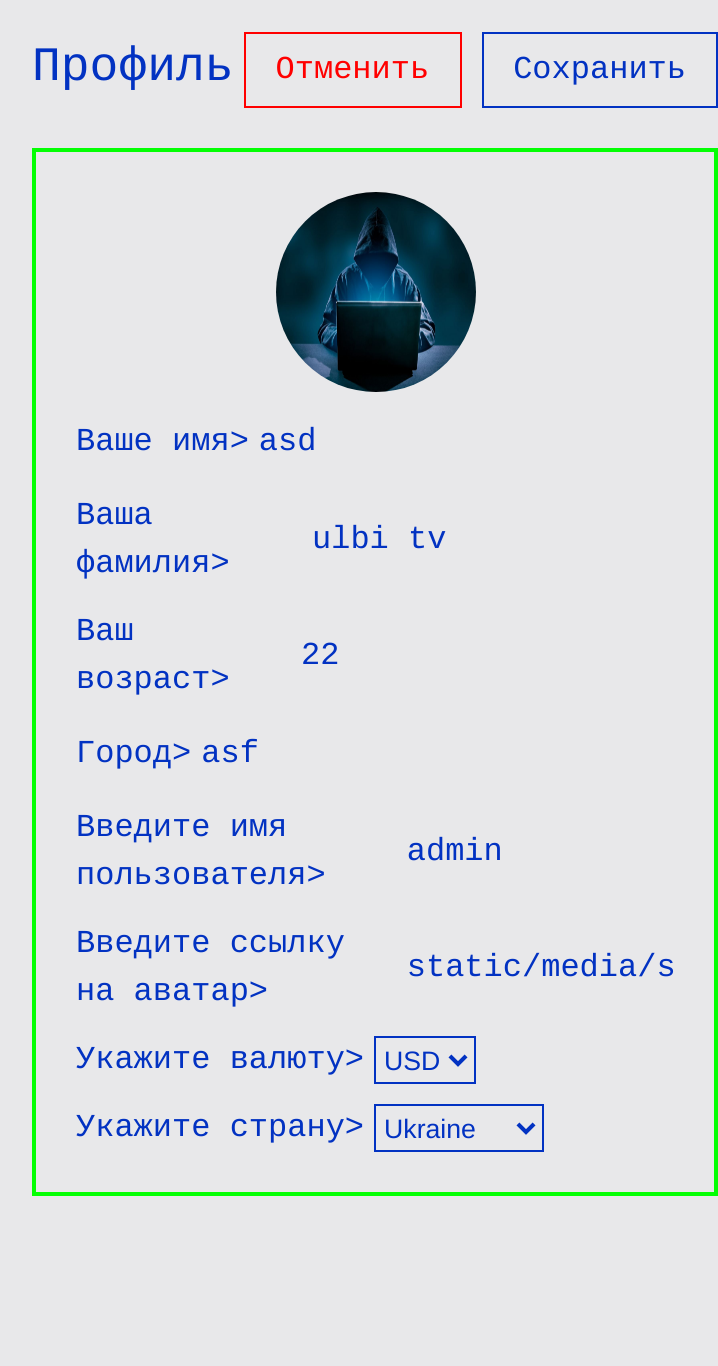 Профиль Отменить Сохранить
Ваше имя> asd
Ваша
фамилия> ulbi tv
Ваш
возраст> 22
Город> asf
Введите имя
пользователя> admin
Введите ссылку
на аватар> static/media/s
Укажите валюту> USD
Укажите страну> Ukraine